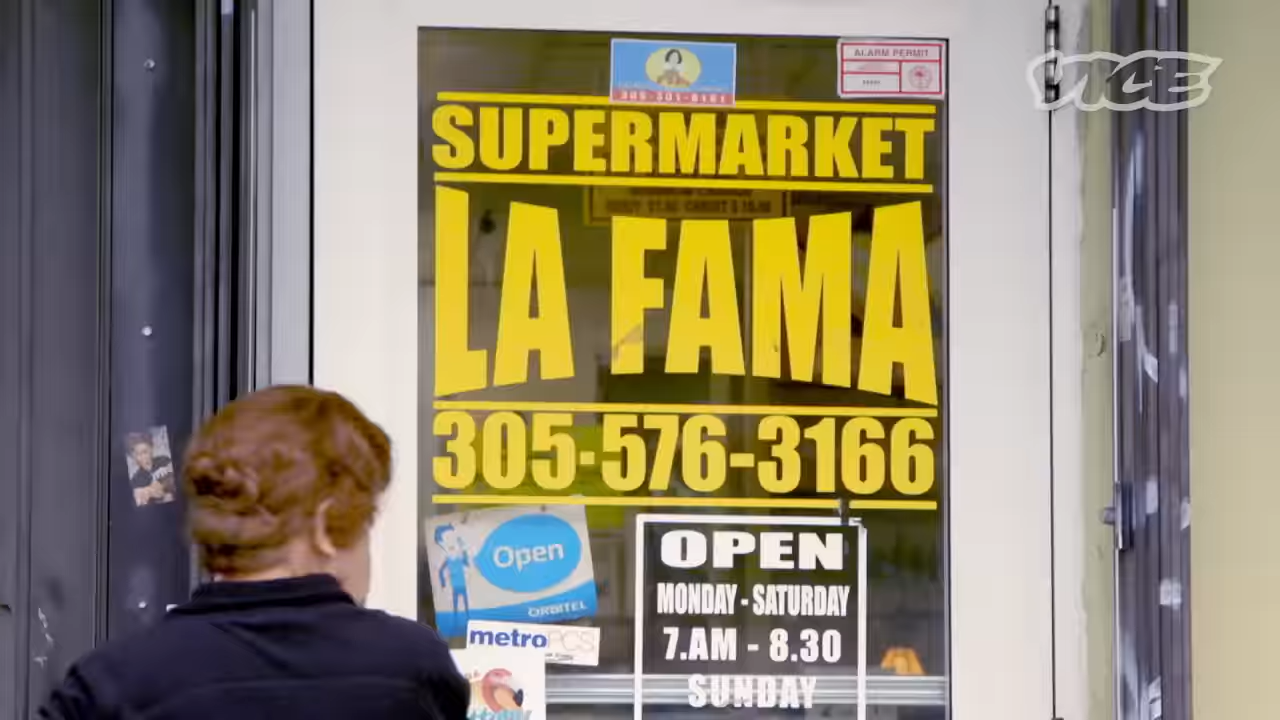 VICE
ALARM PERMIT
305-301-6161
SUPERMARKET
LA FAMA
305-576-3166
Open
ORBITEL
metroPCS
OPEN
MONDAY - SATURDAY
7.AM - 8.30
SUNDAY